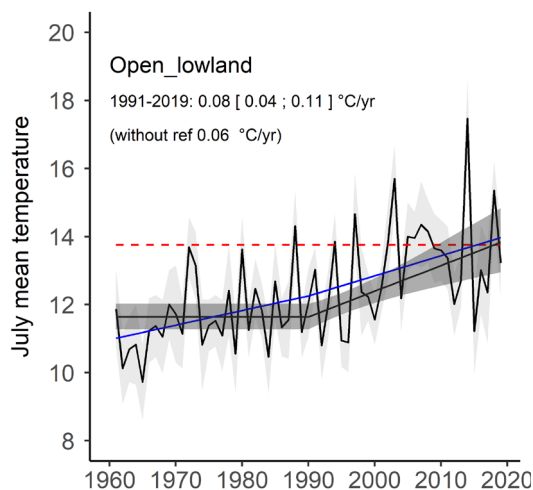 20
Open_lowland
18
1991-2019: 0.08 [ 0.04 ; 0.11 ] °C/yr
(without ref 0.06 °C/yr)
16
July mean temperature
14
12
10
8
1960 1970 1980 1990 2000 2010 2020